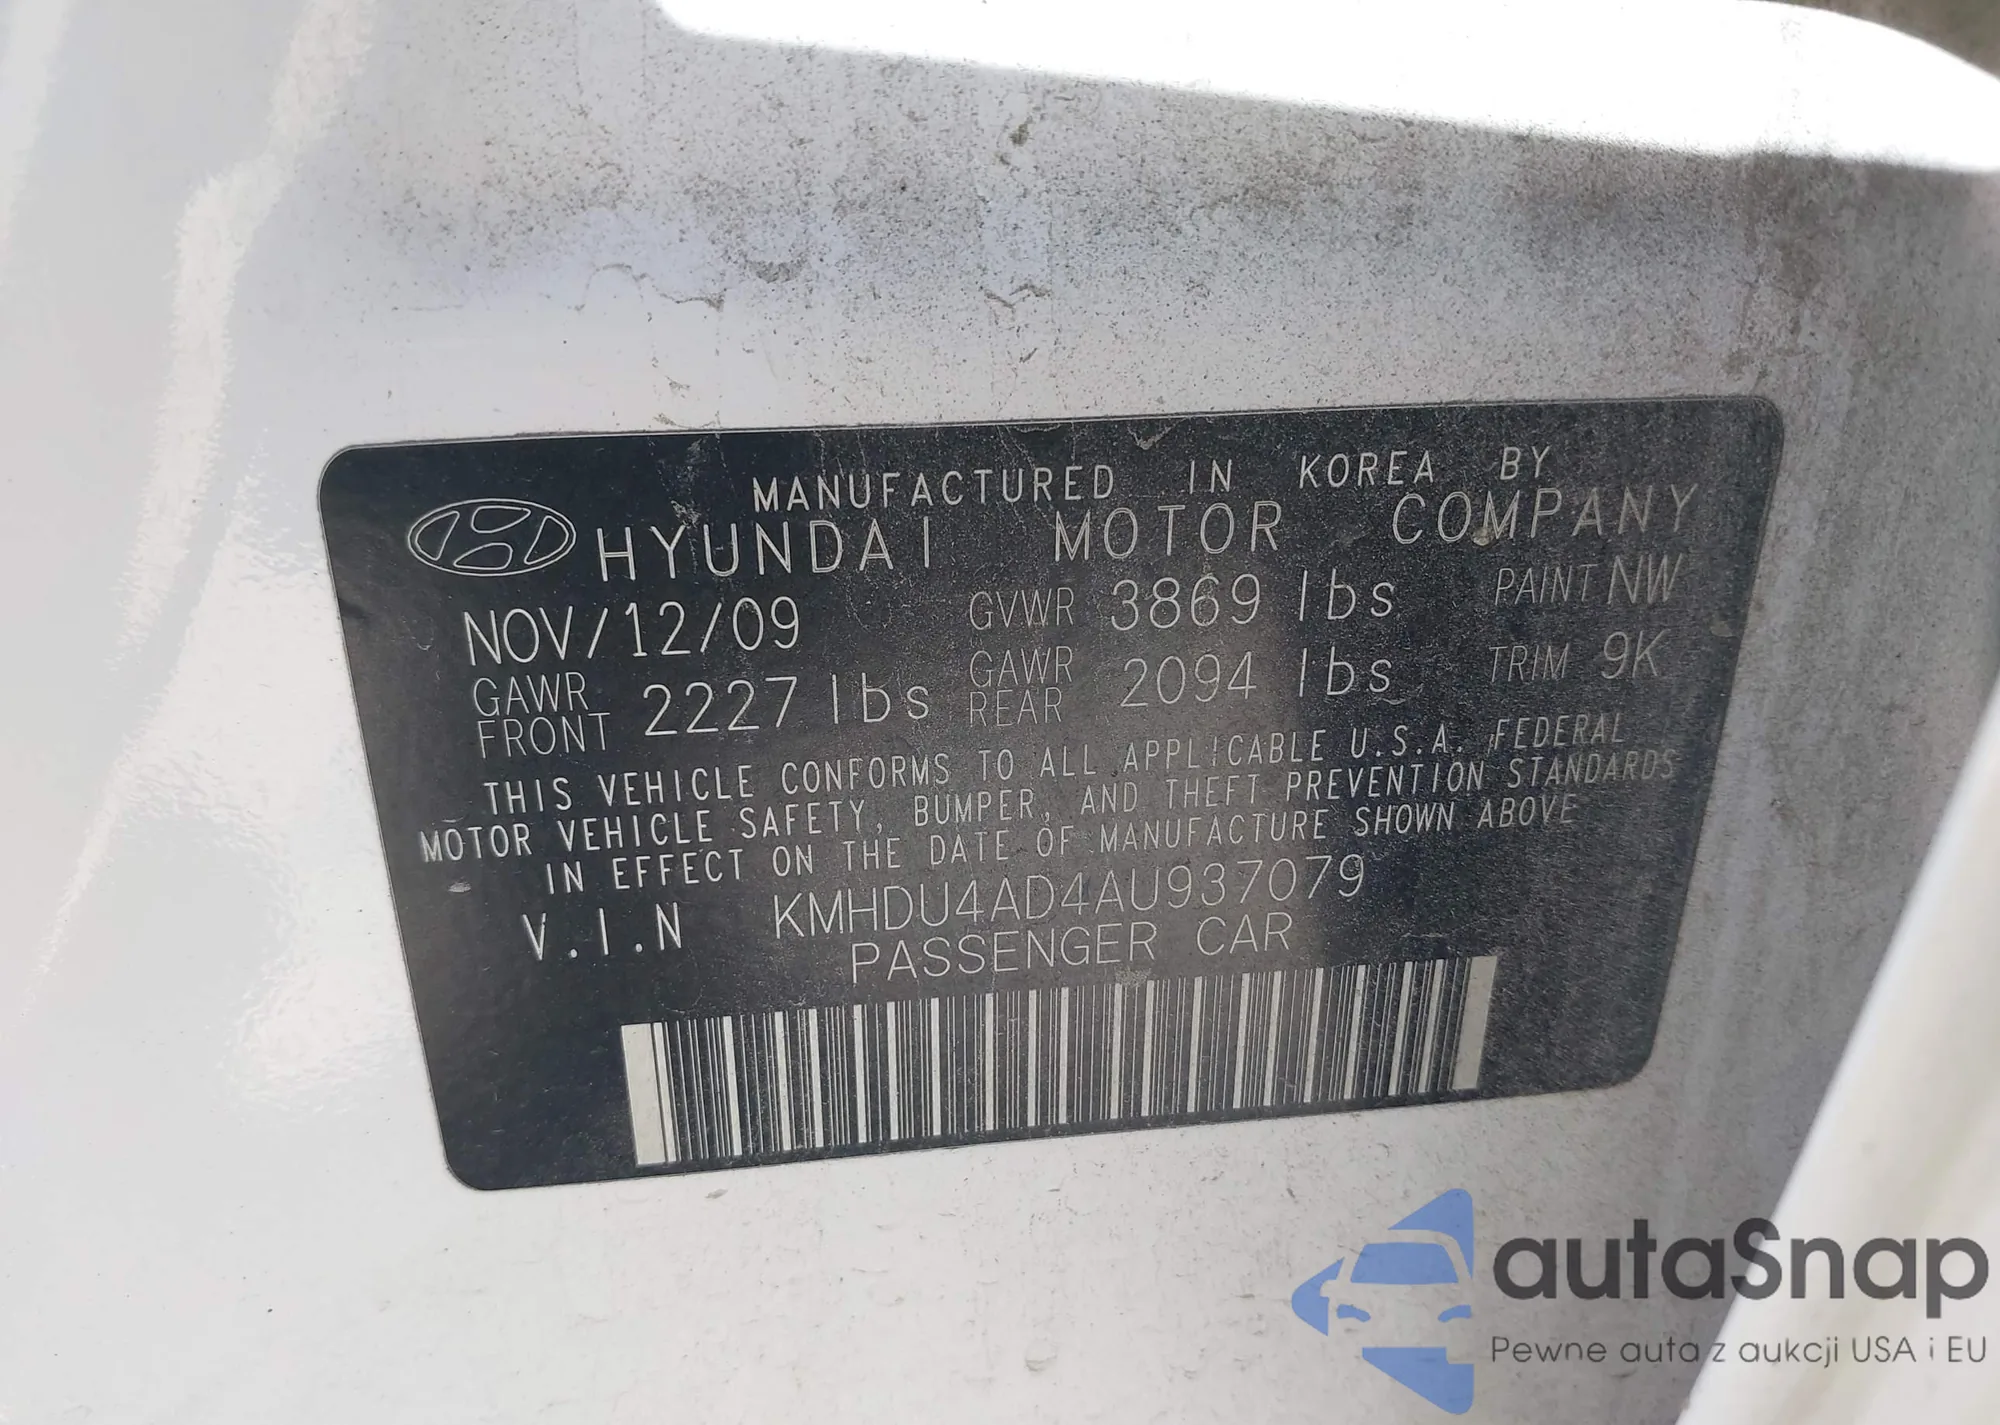 MANUFACTURED IN KOREA BY
HYUNDAI MOTOR COMPANY
NOV/12/09 GVWR 3869 lbs PAINT NW
GAWR FRONT 2227 lbs GAWR REAR 2094 lbs TRIM 9K
THIS VEHICLE CONFORMS TO ALL APPLICABLE U.S.A. FEDERAL
MOTOR VEHICLE SAFETY, BUMPER, AND THEFT PREVENTION STANDARDS
IN EFFECT ON THE DATE OF MANUFACTURE SHOWN ABOVE
V.I.N KMHDU4AD4AU937079
PASSENGER CAR
autaSnap
Pewne auta z aukcji USA i EU